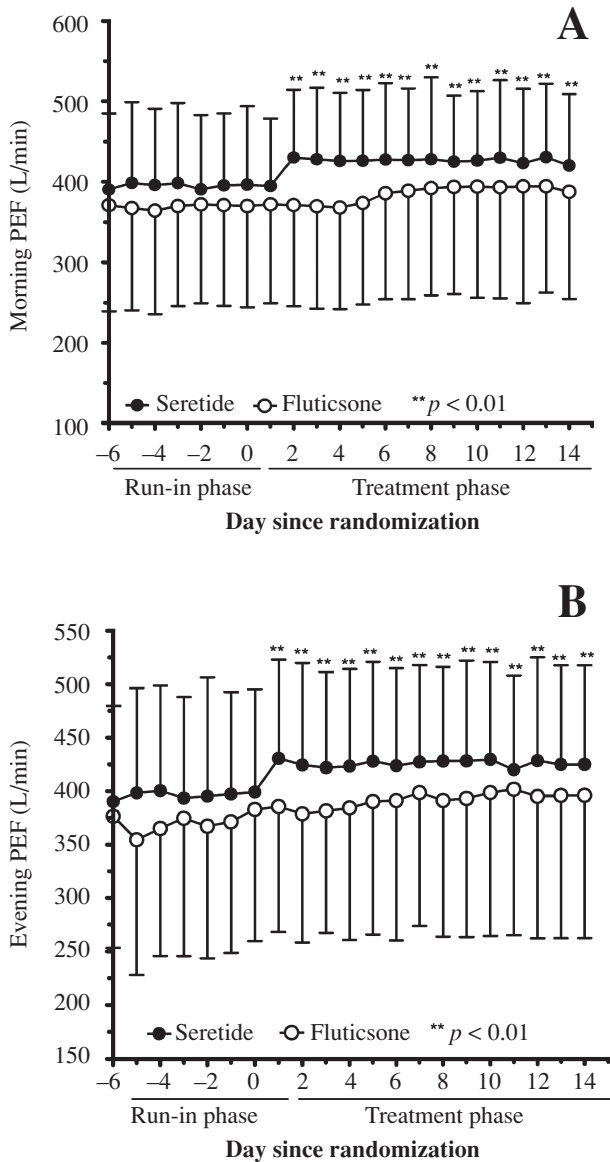 A
600
500
400
300
200
100
Morning PEF (L/min)
** ** ** ** ** ** ** ** ** ** ** ** **
Seretide Fluticsone **p < 0.01
–6 –4 –2 0 2 4 6 8 10 12 14
Run-in phase Treatment phase
Day since randomization
B
550
500
450
400
350
300
250
200
150
Evening PEF (L/min)
** ** ** ** ** ** ** ** ** ** ** ** ** **
Seretide Fluticsone ** p < 0.01
–6 –4 –2 0 2 4 6 8 10 12 14
Run-in phase Treatment phase
Day since randomization